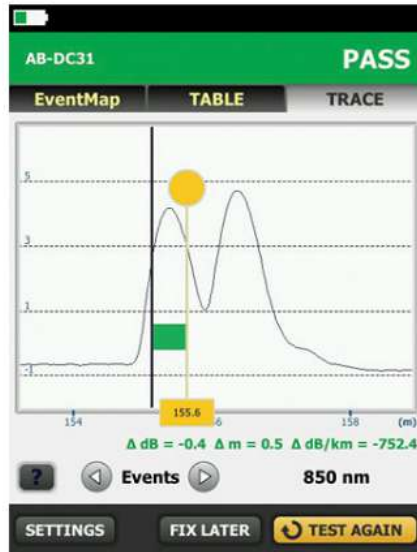 AB-DC31 PASS
EventMap TABLE TRACE
5
3
1
-1
155.6
154 158 (m)
Δ dB = -0.4 Δ m = 0.5 Δ dB/km = -752.4
? Events 850 nm
SETTINGS FIX LATER TEST AGAIN